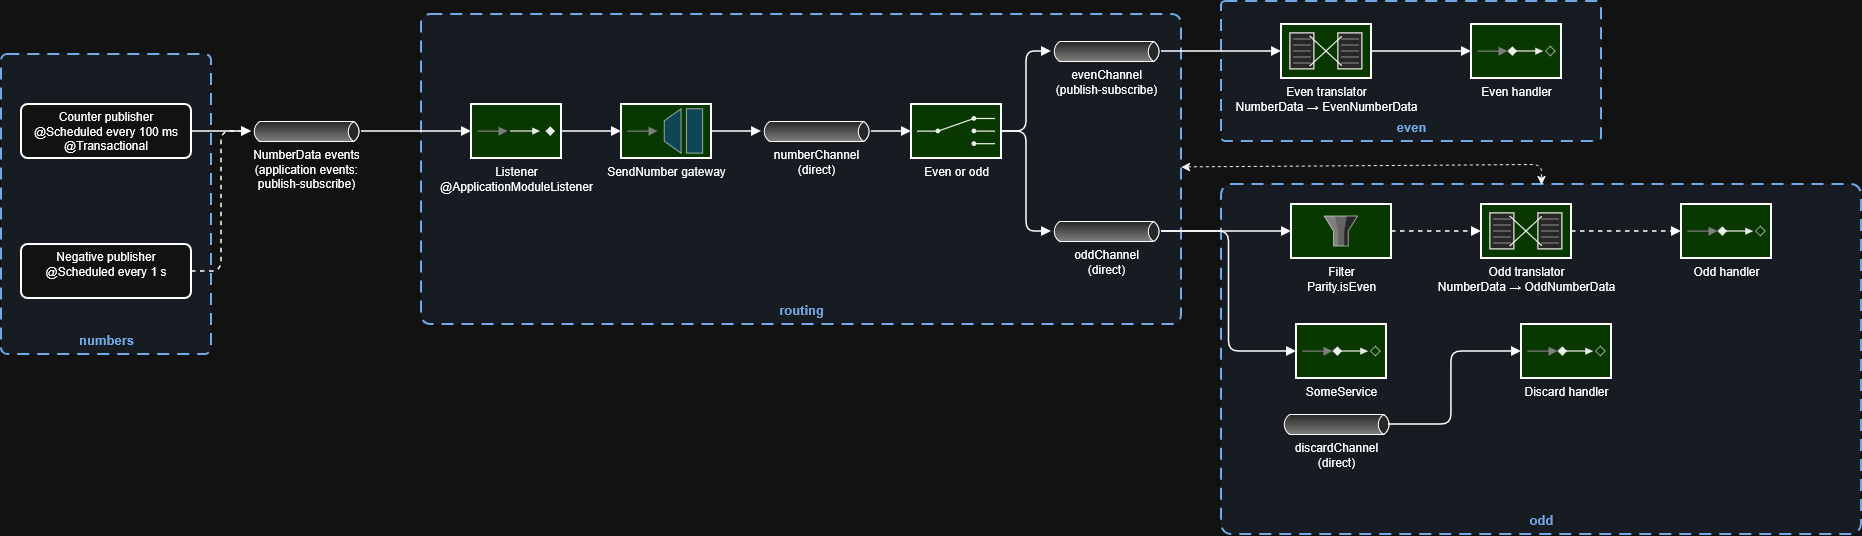 Counter publisher
@Scheduled every 100 ms
@Transactional
Negative publisher
@Scheduled every 1 s
numbers
NumberData events
(application events:
publish-subscribe)
Listener
@ApplicationModuleListener
SendNumber gateway
numberChannel
(direct)
Even or odd
evenChannel
(publish-subscribe)
oddChannel
(direct)
routing
Even translator
NumberData → EvenNumberData
Even handler
even
Filter
Parity.isEven
Odd translator
NumberData → OddNumberData
Odd handler
SomeService
Discard handler
discardChannel
(direct)
odd